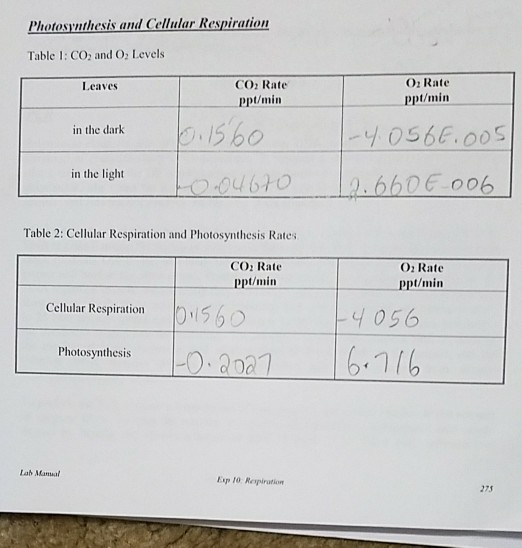 Photosynthesis and Cellular Respiration
Table 1: CO₂ and O₂ Levels
Leaves CO₂ Rate ppt/min O₂ Rate ppt/min
in the dark 0.1560 -4.056E.005
in the light -0.04670 2.660E-006
Table 2: Cellular Respiration and Photosynthesis Rates
CO₂ Rate ppt/min O₂ Rate ppt/min
Cellular Respiration 0.1560 -4.056
Photosynthesis -0.2027 6.716
Lab Manual Exp 10: Respiration 275